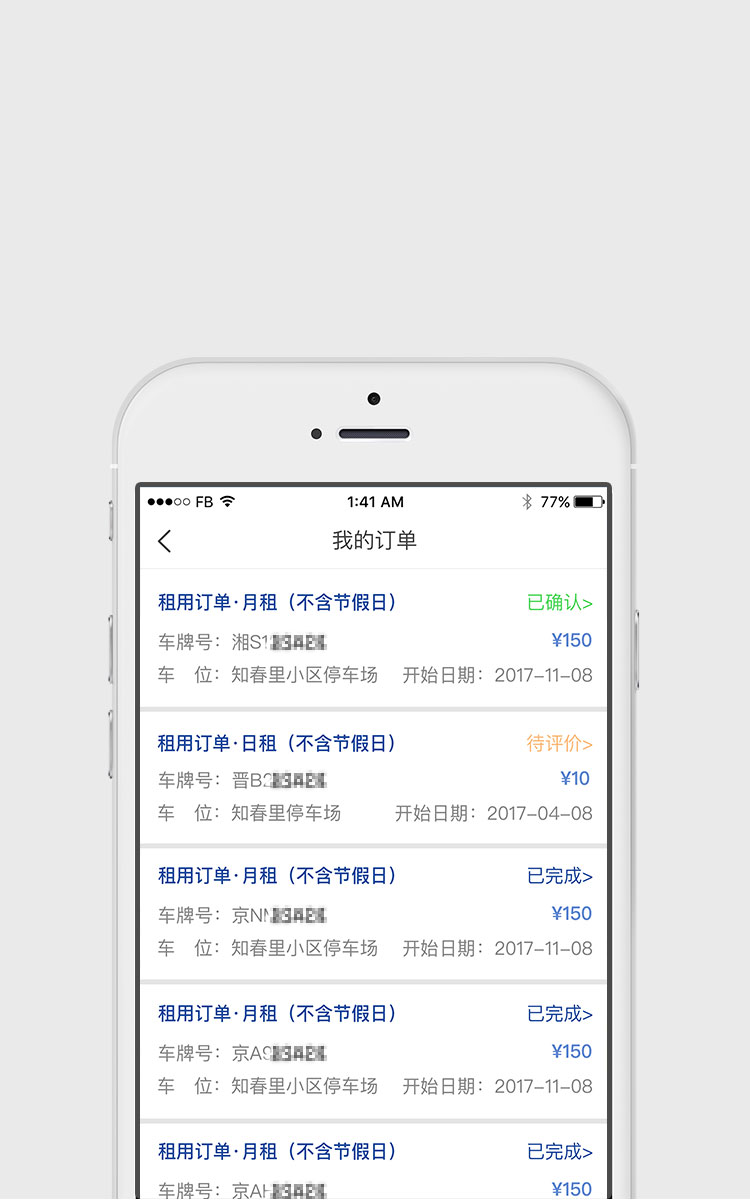 FB 1:41 AM 77%
我的订单
租用订单·月租（不含节假日） 已确认>
车牌号：湘S1 ¥150
车 位：知春里小区停车场 开始日期：2017-11-08
租用订单·日租（不含节假日） 待评价>
车牌号：晋B2 ¥10
车 位：知春里停车场 开始日期：2017-04-08
租用订单·月租（不含节假日） 已完成>
车牌号：京N ¥150
车 位：知春里小区停车场 开始日期：2017-11-08
租用订单·月租（不含节假日） 已完成>
车牌号：京A9 ¥150
车 位：知春里小区停车场 开始日期：2017-11-08
租用订单·月租（不含节假日） 已完成>
车牌号：京A ¥150